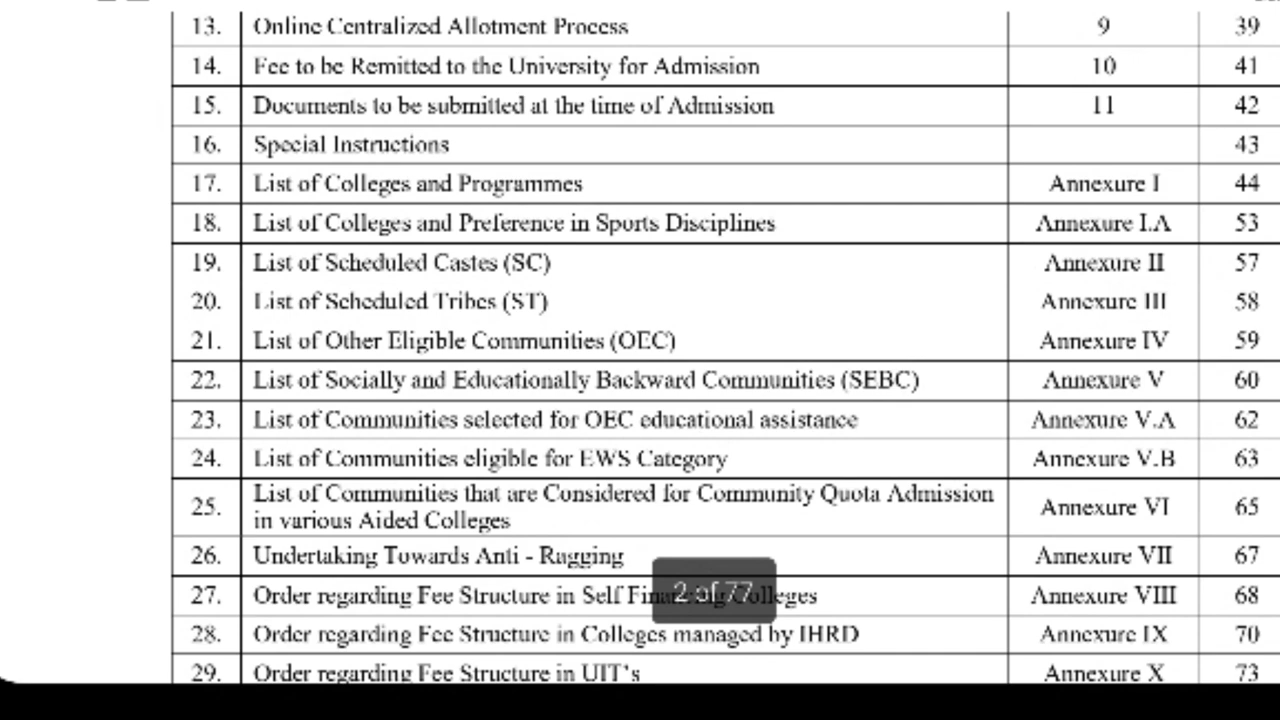 13. Online Centralized Allotment Process 9 39
14. Fee to be Remitted to the University for Admission 10 41
15. Documents to be submitted at the time of Admission 11 42
16. Special Instructions 43
17. List of Colleges and Programmes Annexure I 44
18. List of Colleges and Preference in Sports Disciplines Annexure I.A 53
19. List of Scheduled Castes (SC) Annexure II 57
20. List of Scheduled Tribes (ST) Annexure III 58
21. List of Other Eligible Communities (OEC) Annexure IV 59
22. List of Socially and Educationally Backward Communities (SEBC) Annexure V 60
23. List of Communities selected for OEC educational assistance Annexure V.A 62
24. List of Communities eligible for EWS Category Annexure V.B 63
25. List of Communities that are Considered for Community Quota Admission
in various Aided Colleges Annexure VI 65
26. Undertaking Towards Anti - Ragging Annexure VII 67
27. Order regarding Fee Structure in Self Financing Colleges Annexure VIII 68
2 of 77
28. Order regarding Fee Structure in Colleges managed by IHRD Annexure IX 70
29. Order regarding Fee Structure in UIT's Annexure X 73